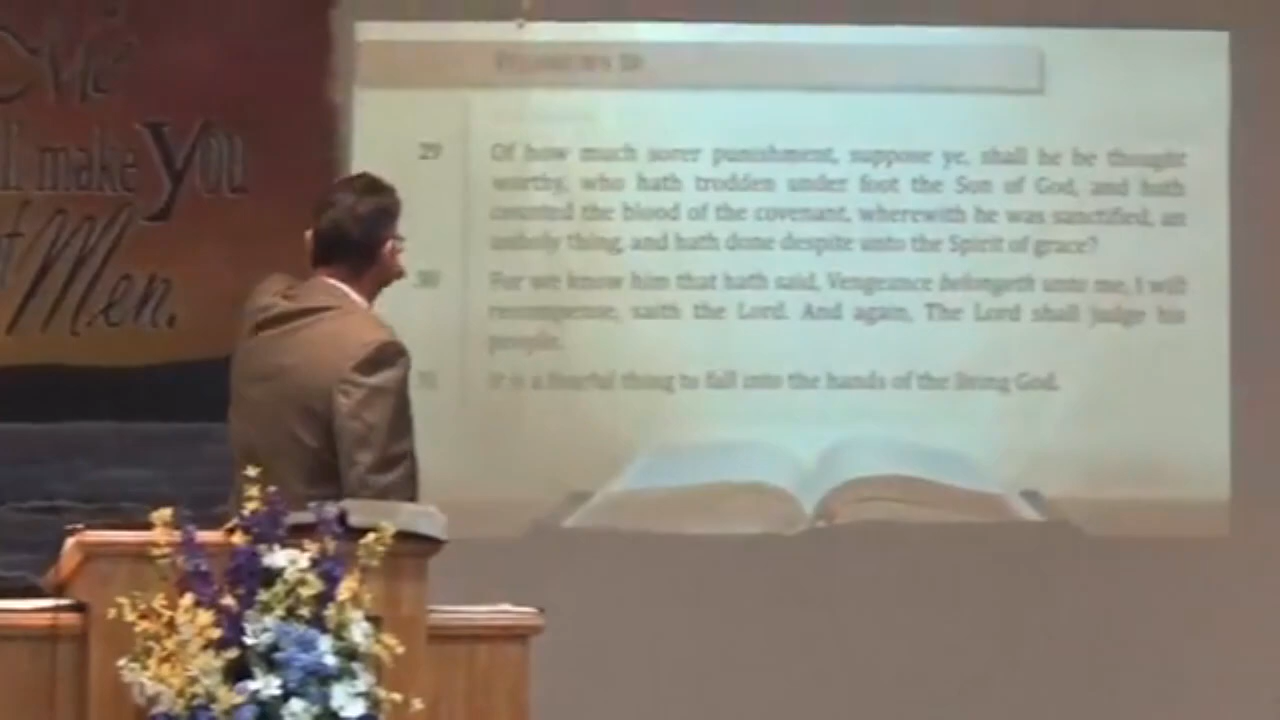 Me
make you
Men.
HEBREWS 10
29 Of how much sorer punishment, suppose ye, shall he be thought
worthy, who hath trodden under foot the Son of God, and hath
counted the blood of the covenant, wherewith he was sanctified, an
unholy thing, and hath done despite unto the Spirit of grace?
30 For we know him that hath said, Vengeance belongeth unto me, I will
recompense, saith the Lord. And again, The Lord shall judge his
people.
31 It is a fearful thing to fall into the hands of the living God.